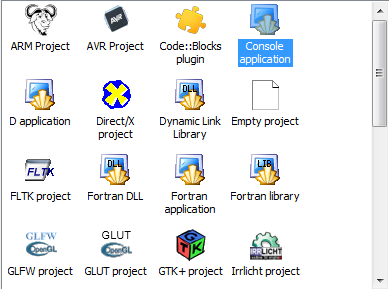 AVR
ARM Project
AVR Project
Code::Blocks
plugin
Console
application
DLL
D application
Direct/X
project
Dynamic Link
Library
Empty project
FLTK
DLL
LIB
FLTK project
Fortran DLL
Fortran
application
Fortran library
GLFW
OpenGL
GLUT
OpenGL
GTK
IRRLICHT
GLFW project
GLUT project
GTK+ project
Irrlicht project